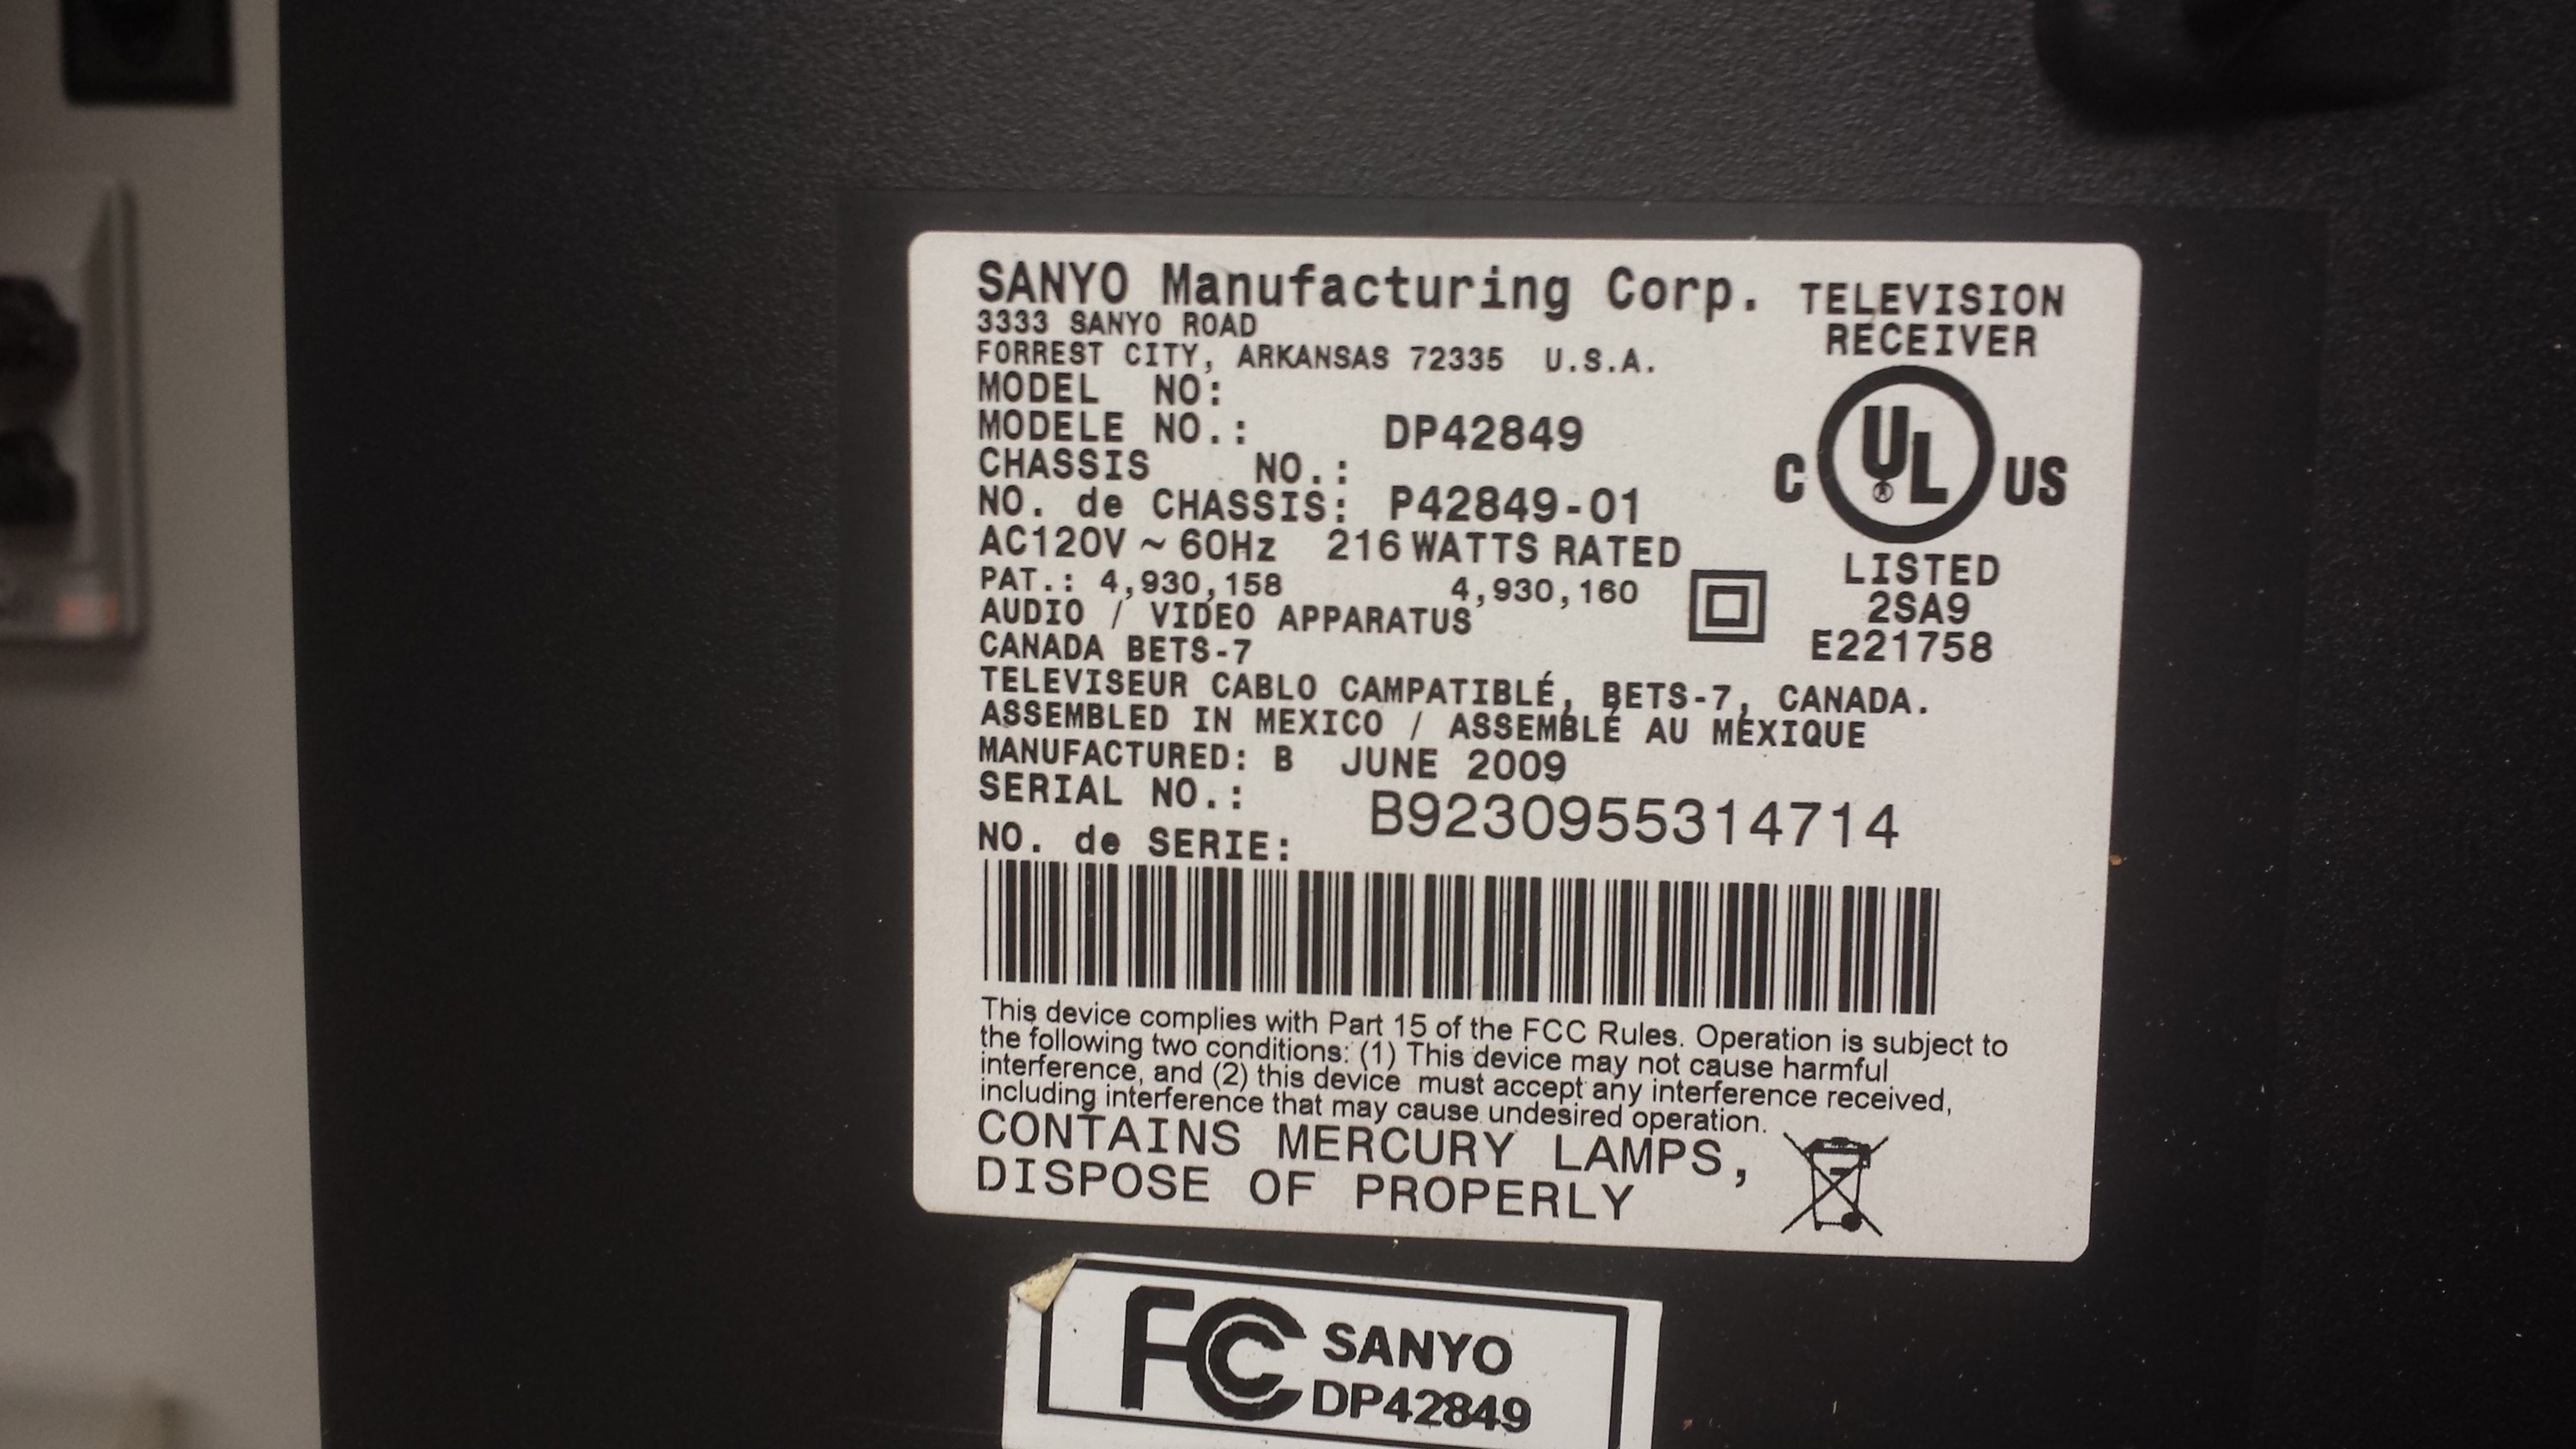 SANYO Manufacturing Corp.
TELEVISION
RECEIVER
3333 SANYO ROAD
FORREST CITY, ARKANSAS 72335 U.S.A.
MODEL NO:
MODELE NO.: DP42849
CHASSIS NO.:
NO. de CHASSIS: P42849-01
C UL® US
AC120V ~ 60Hz 216 WATTS RATED
LISTED
2SA9
E221758
PAT.: 4,930,158 4,930,160
AUDIO / VIDEO APPARATUS
CANADA BETS-7
TELEVISEUR CABLO CAMPATIBLÉ, BETS-7, CANADA.
ASSEMBLED IN MEXICO / ASSEMBLÉ AU MÉXIQUE
MANUFACTURED: B JUNE 2009
SERIAL NO.: B9230955314714
NO. de SERIE:
This device complies with Part 15 of the FCC Rules. Operation is subject to
the following two conditions: (1) This device may not cause harmful
interference, and (2) this device must accept any interference received,
including interference that may cause undesired operation.
CONTAINS MERCURY LAMPS,
DISPOSE OF PROPERLY
FC SANYO
DP42849